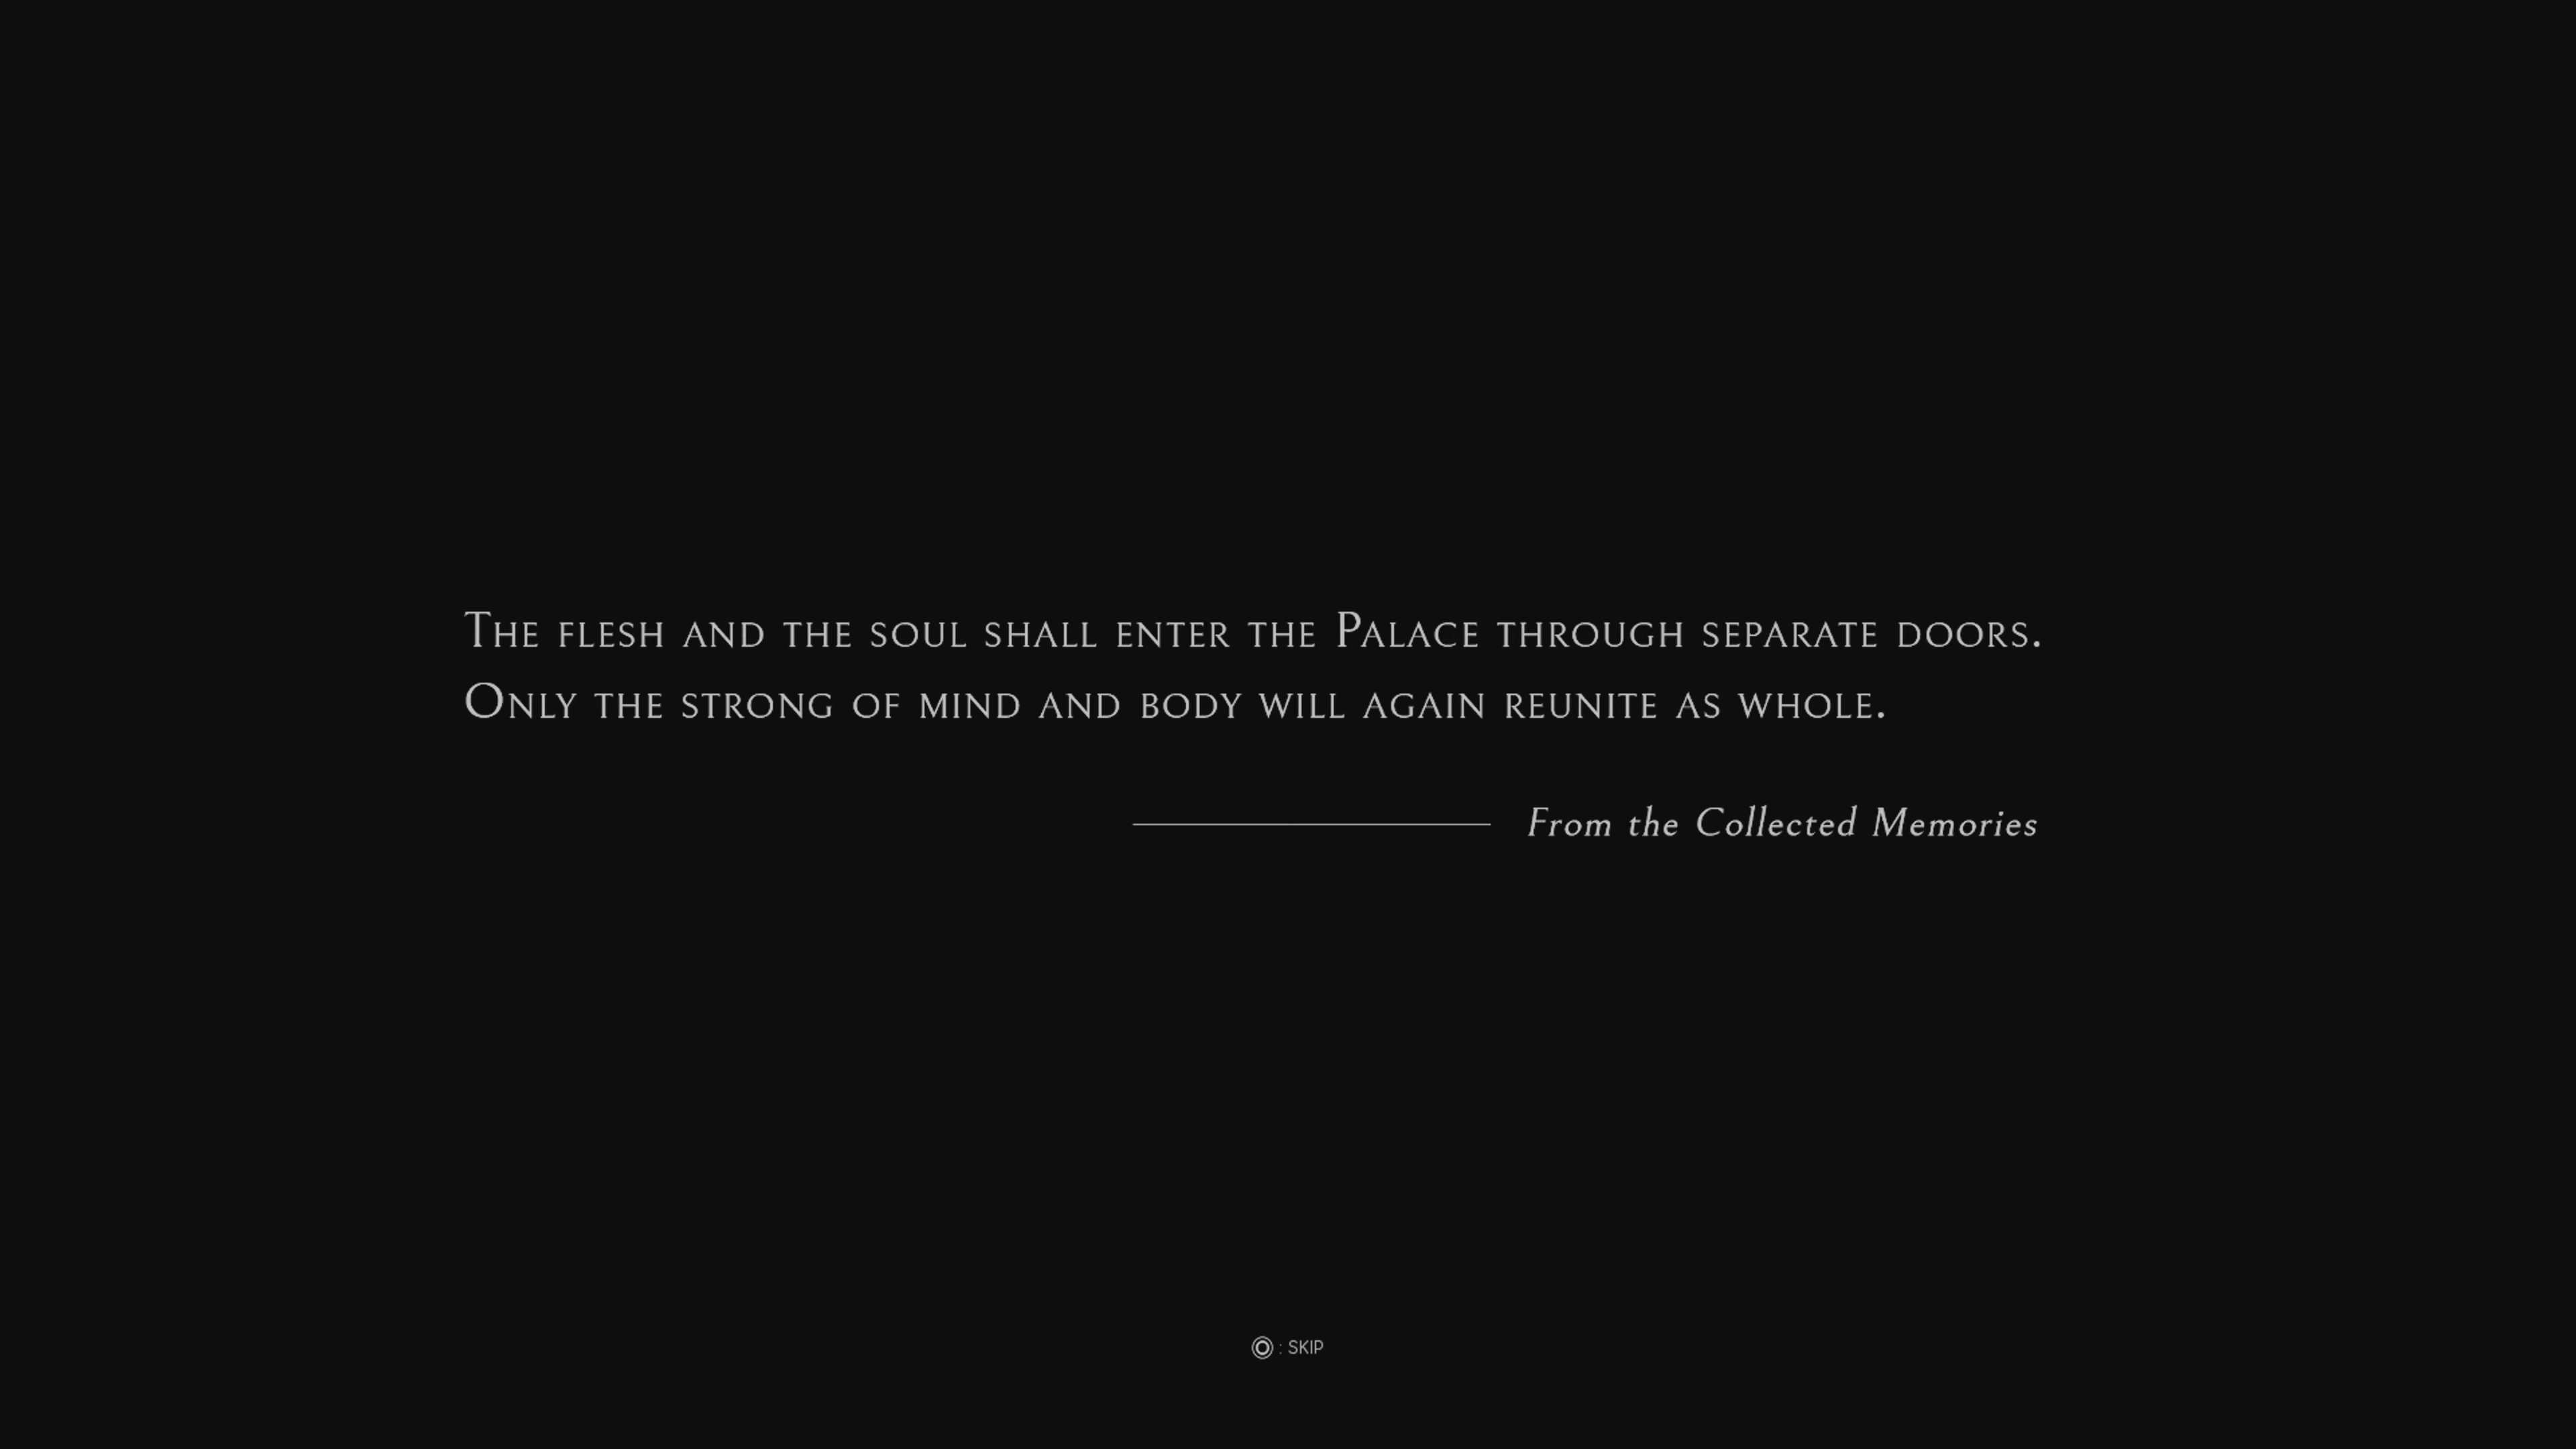 The flesh and the soul shall enter the Palace through separate doors.
Only the strong of mind and body will again reunite as whole.
From the Collected Memories
: SKIP